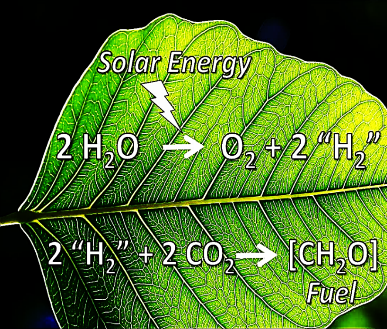 Solar Energy
2 H₂O → O₂ + 2 “H₂”
2 “H₂” + 2 CO₂ → [CH₂O]
Fuel